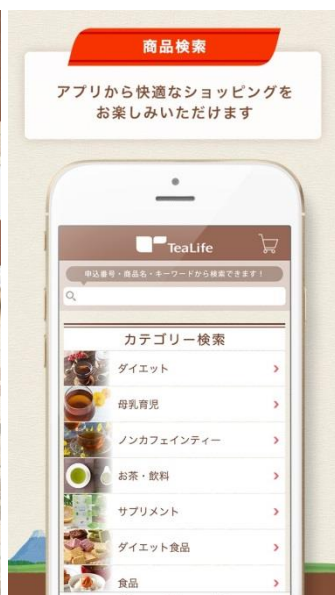 商品検索
アプリから快適なショッピングを
お楽しみいただけます
TeaLife
申込番号・商品名・キーワードから検索できます！
カテゴリー検索
ダイエット
母乳育児
ノンカフェインティー
お茶・飲料
サプリメント
ダイエット食品
食品